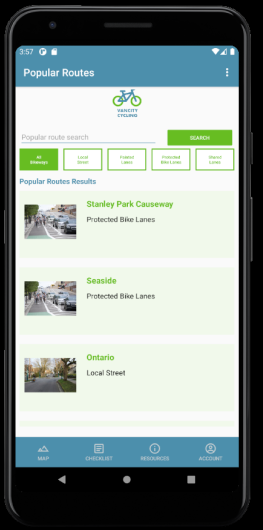 3:57
Popular Routes
VANCITY
CYCLING
Popular route search
SEARCH
All
Bikeways
Local
Street
Painted
Lanes
Protected
Bike Lanes
Shared
Lanes
Popular Routes Results
Stanley Park Causeway
Protected Bike Lanes
Seaside
Protected Bike Lanes
Ontario
Local Street
MAP
CHECKLIST
RESOURCES
ACCOUNT